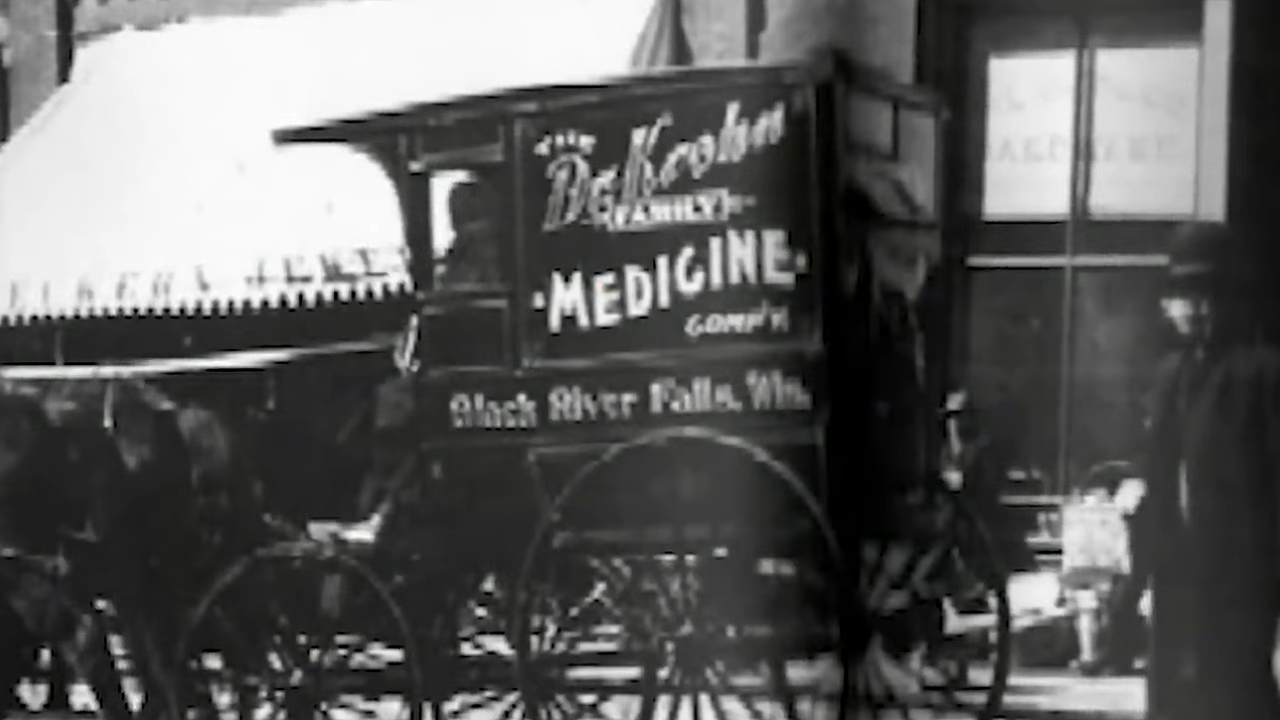 THE
Dr Krohn
FAMILY
·MEDICINE·
COMP'Y
Black River Falls, Wis.